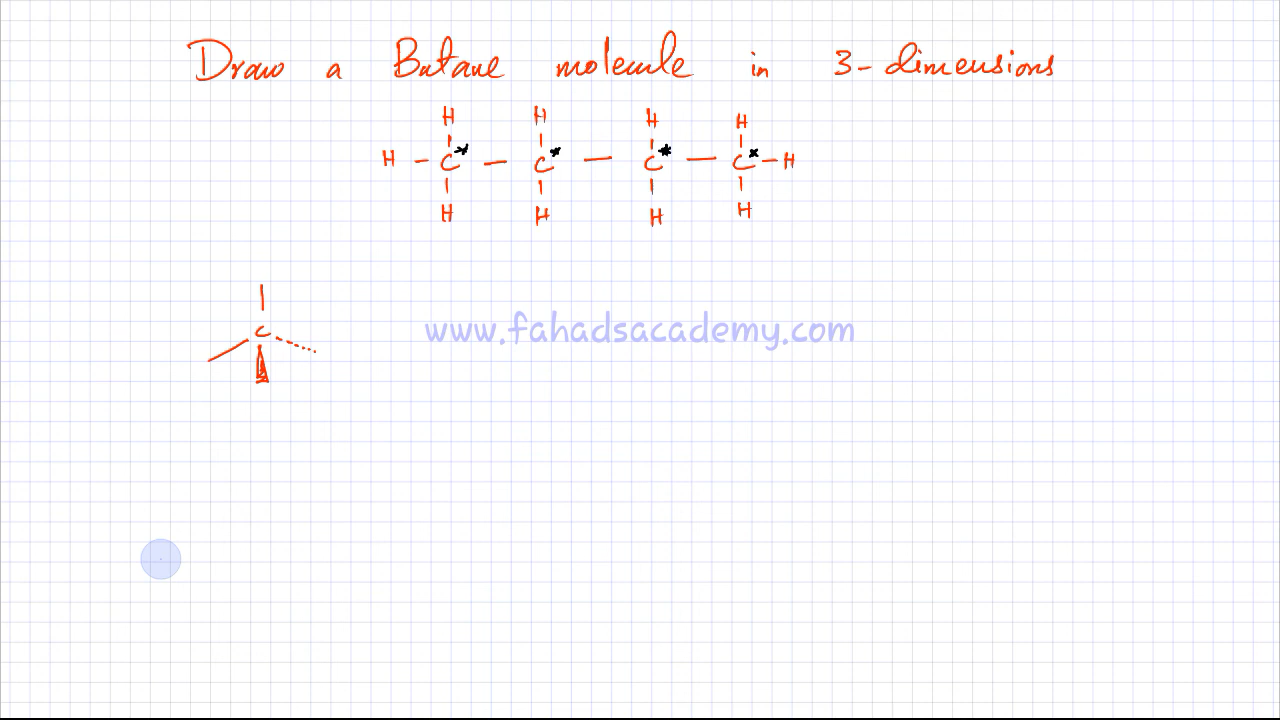 Draw a Butane molecule in 3-dimensions
H H H H
H - C* - C* - C* - C* - H
H H H H
www.fahadsacademy.com
C